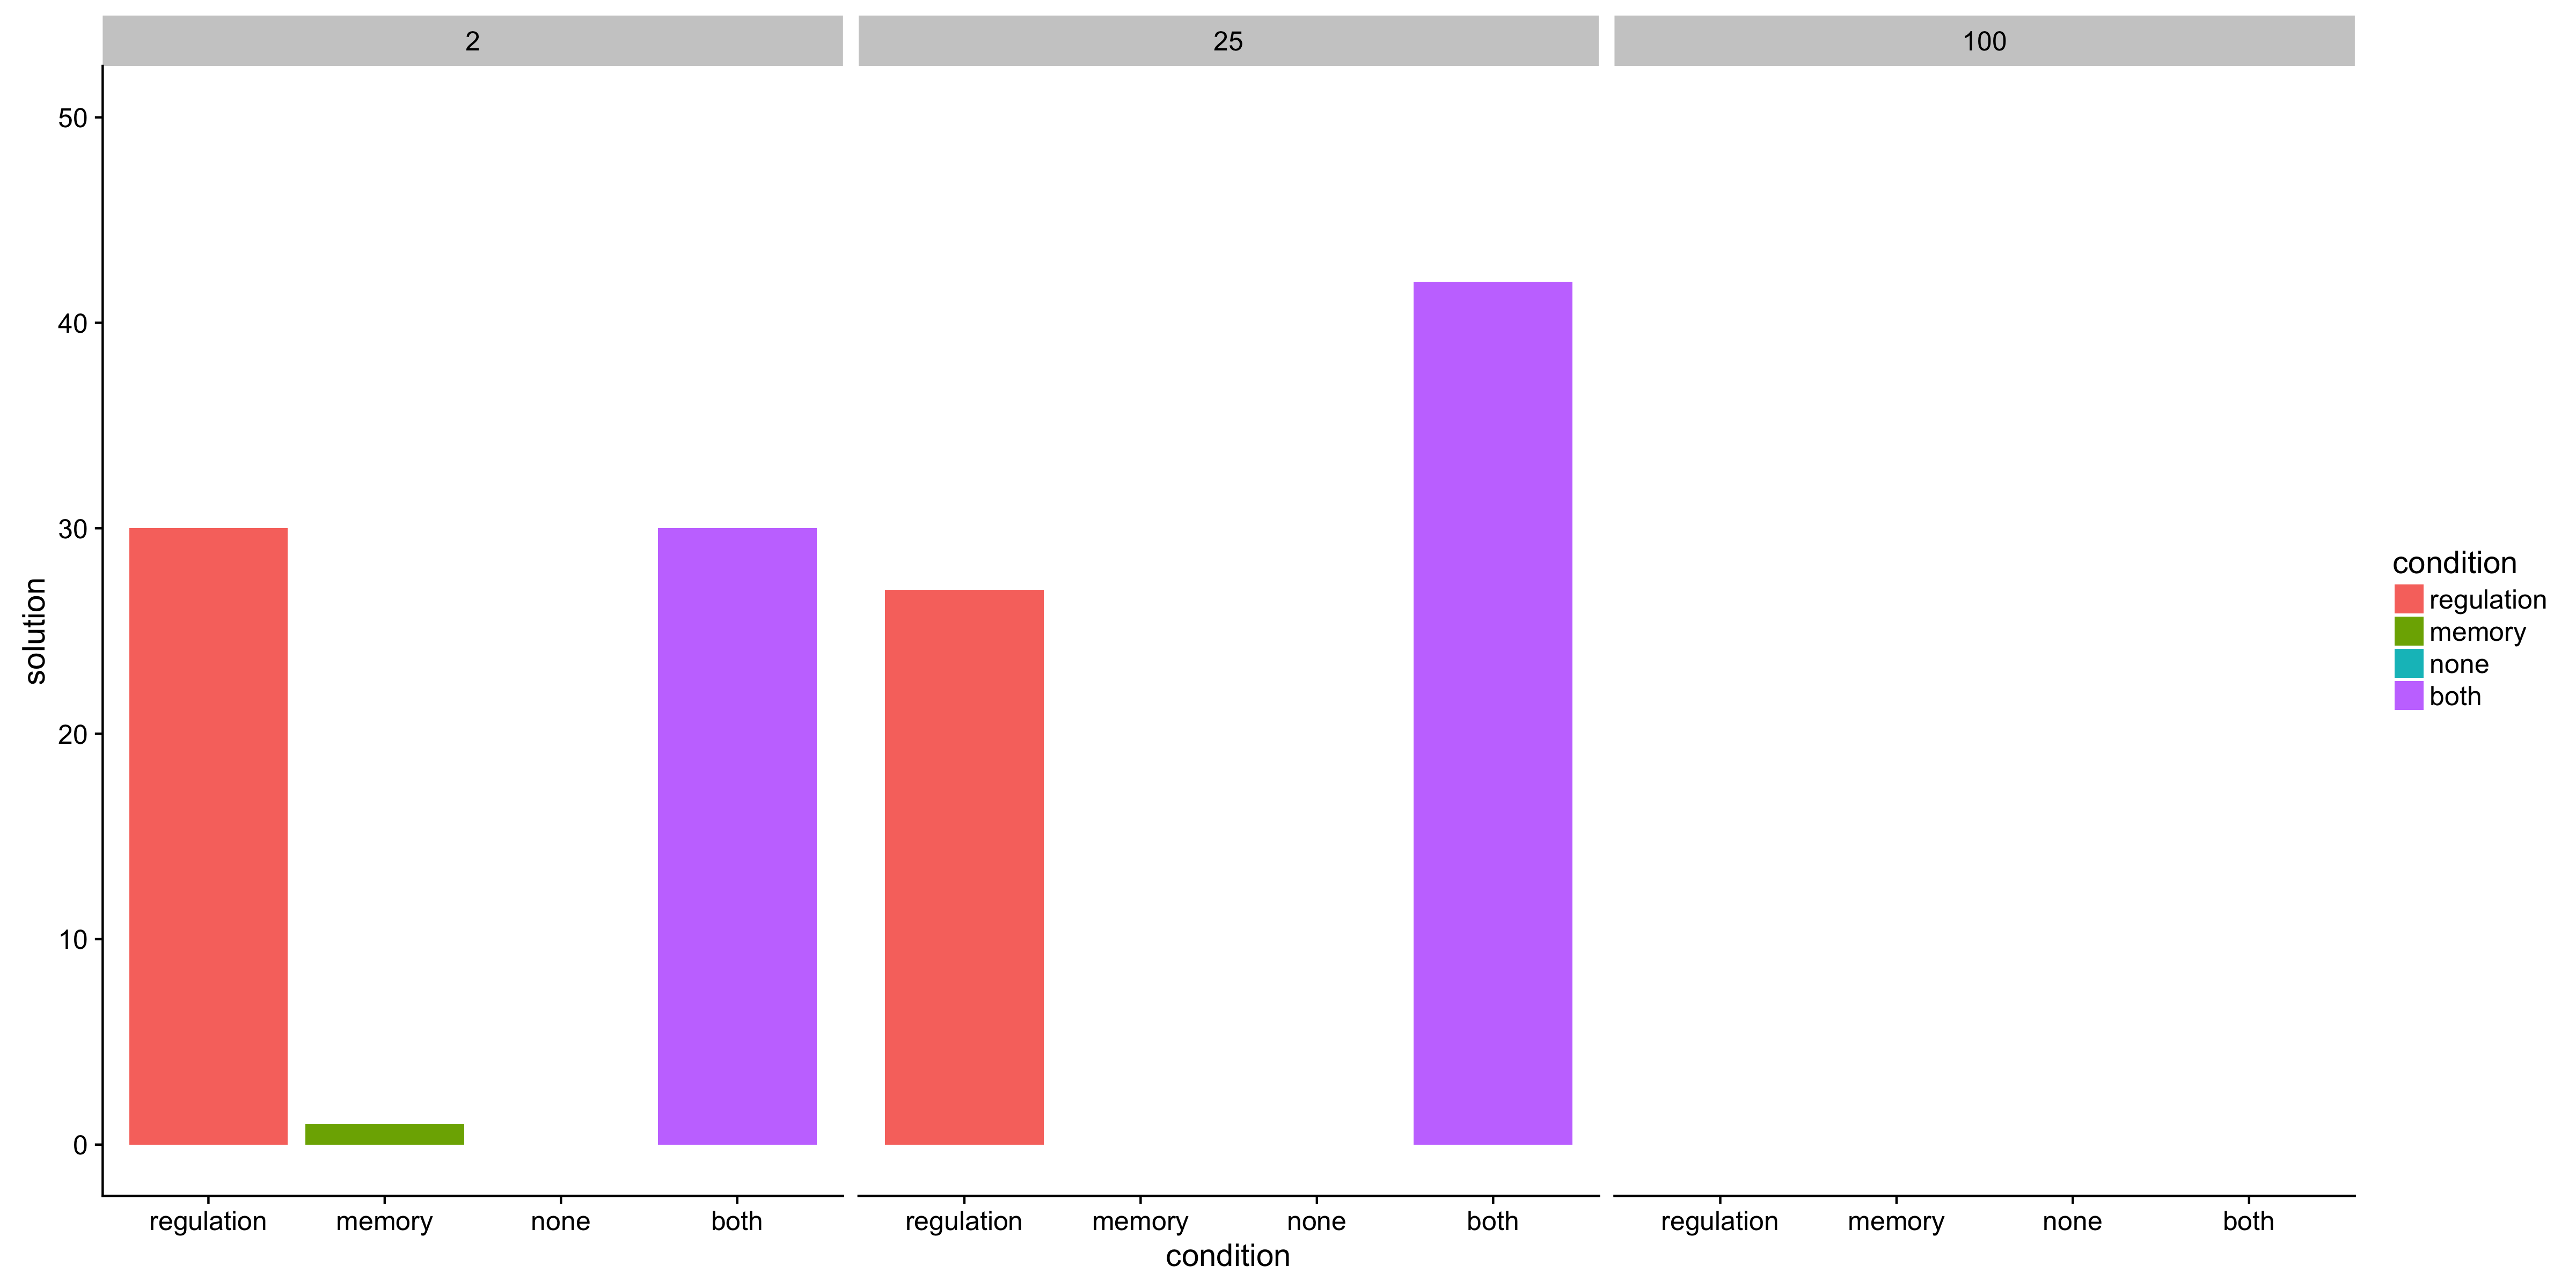 2 25 100
50
40
30
20
10
0
solution
regulation memory none both regulation memory none both regulation memory none both
condition
condition
regulation
memory
none
both